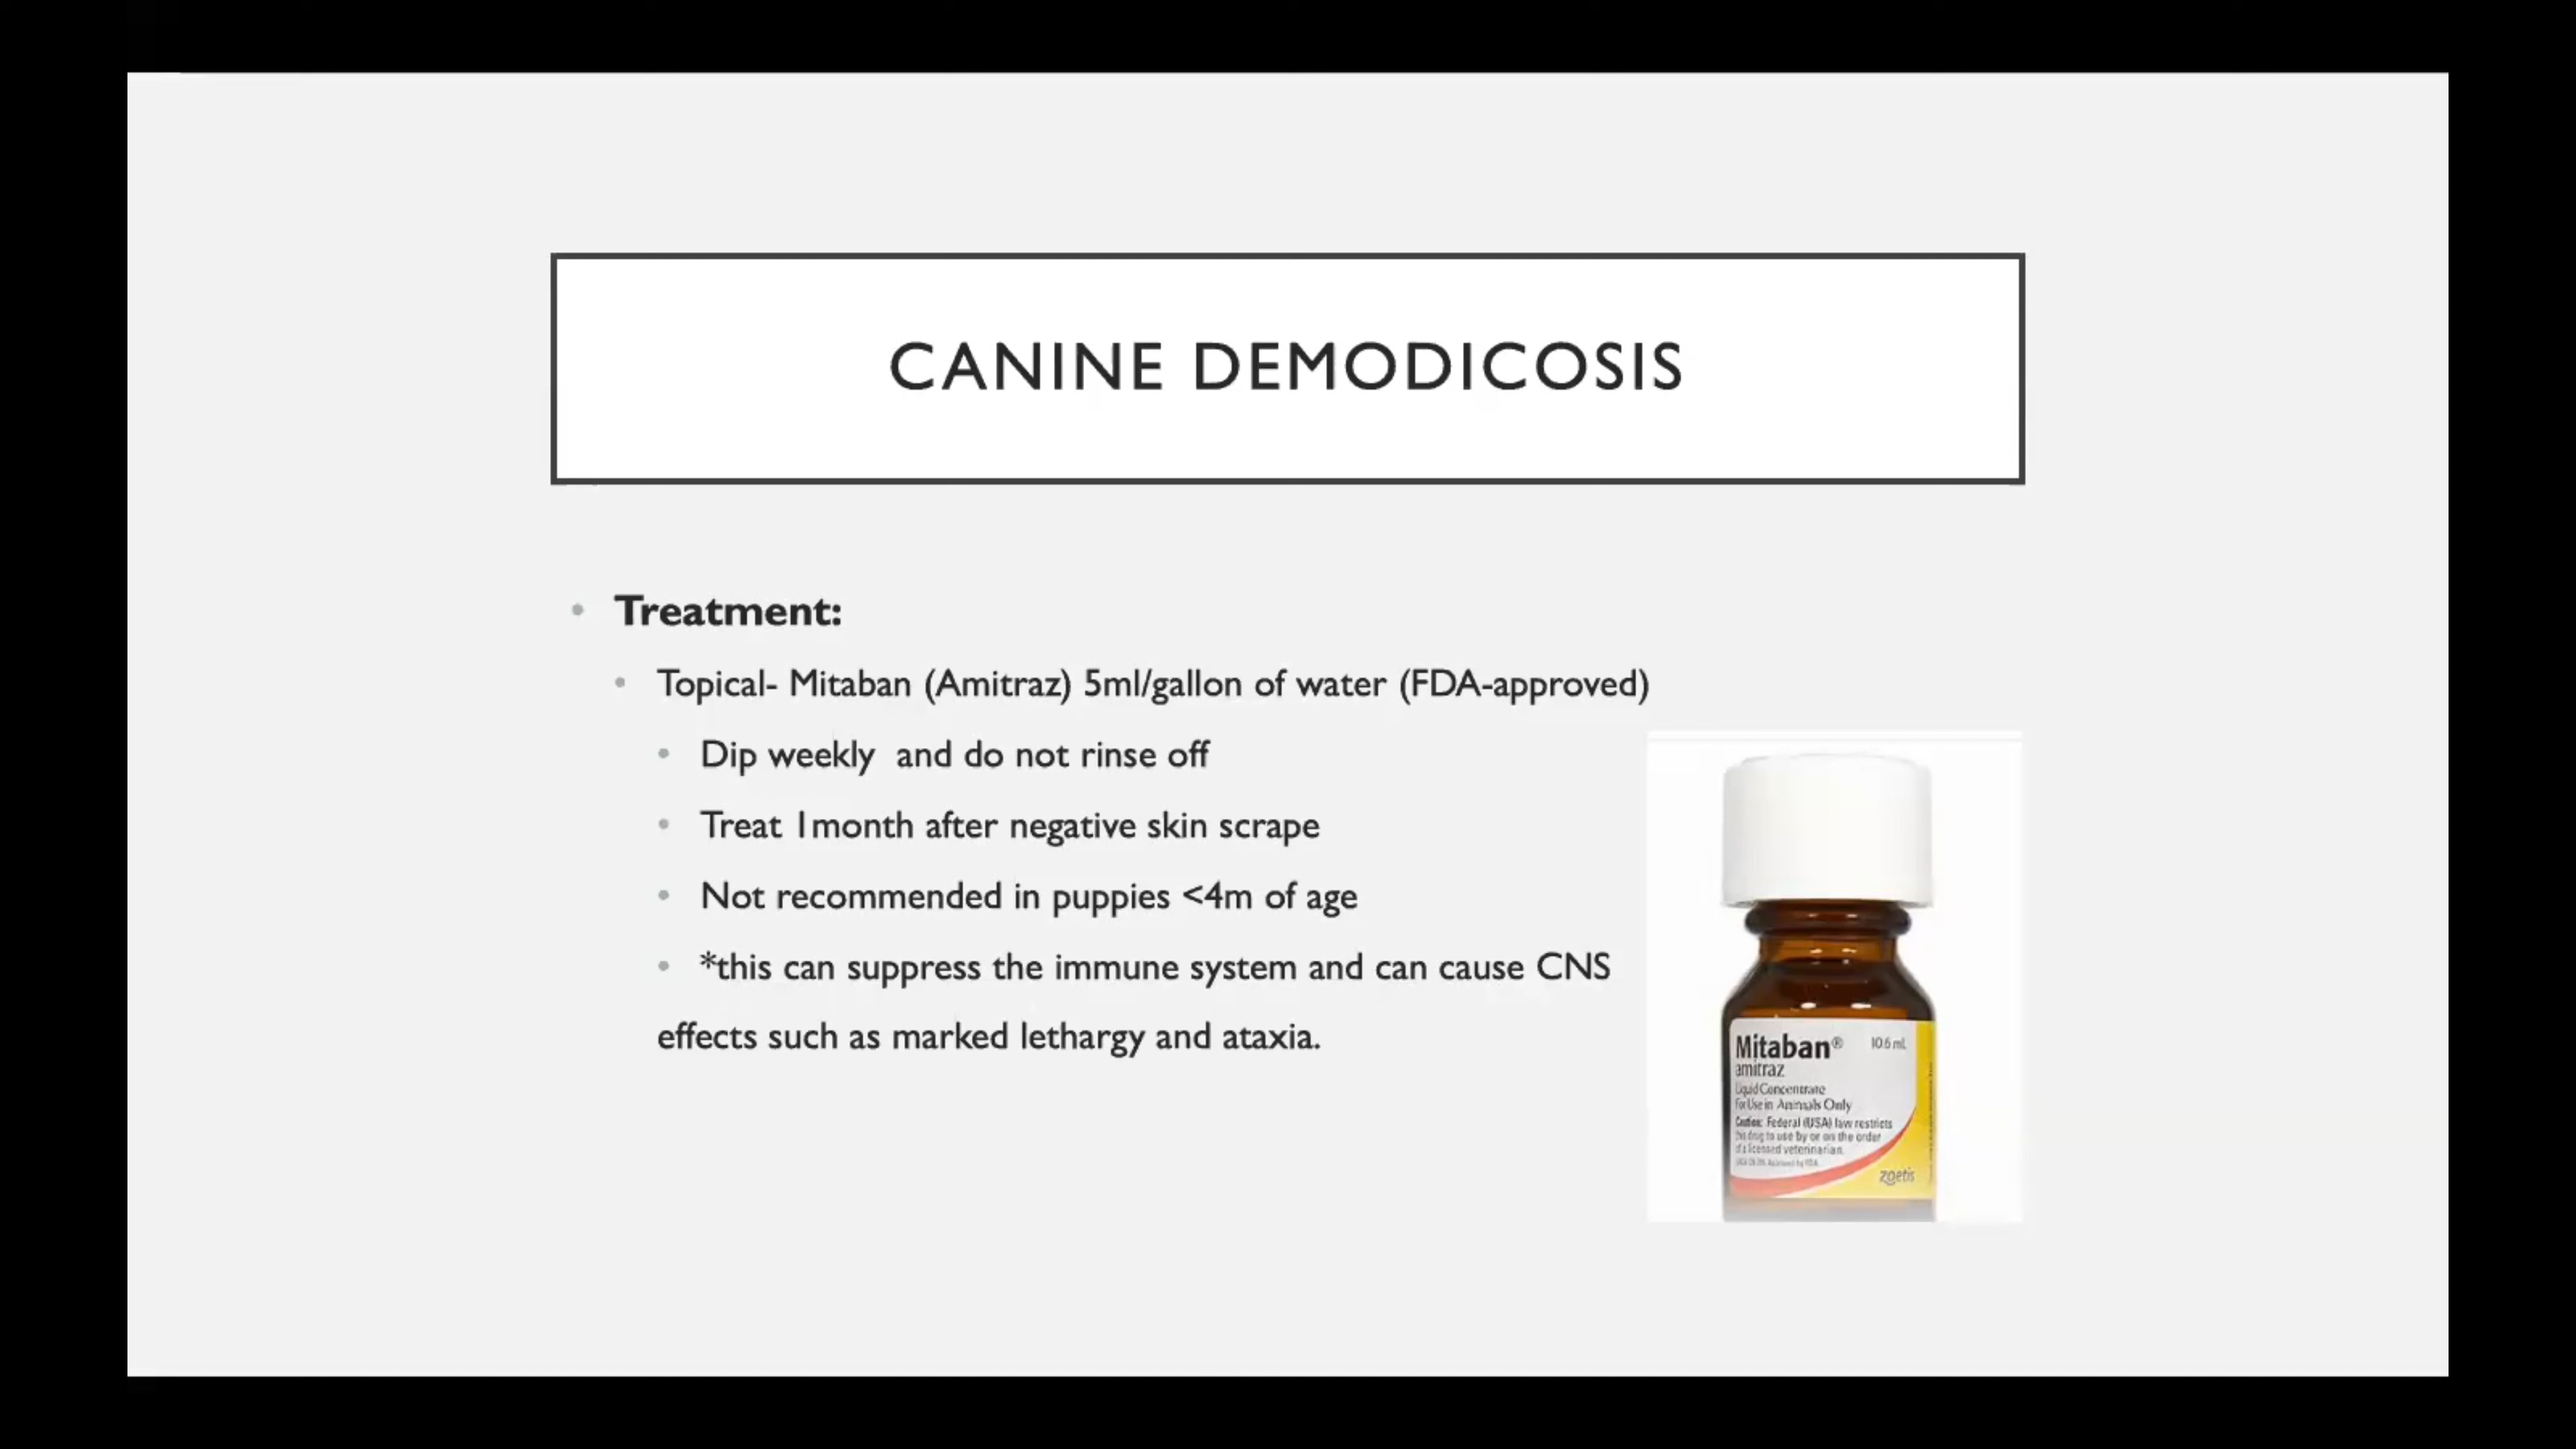 CANINE DEMODICOSIS
Treatment:
Topical- Mitaban (Amitraz) 5ml/gallon of water (FDA-approved)
Dip weekly and do not rinse off
Treat 1month after negative skin scrape
Not recommended in puppies <4m of age
*this can suppress the immune system and can cause CNS
effects such as marked lethargy and ataxia.
Mitaban® 10.6 mL
amitraz
Liquid Concentrate
For Use in Animals Only
Caution: Federal (USA) law restricts
this drug to use by or on the order
of a licensed veterinarian.
zoetis